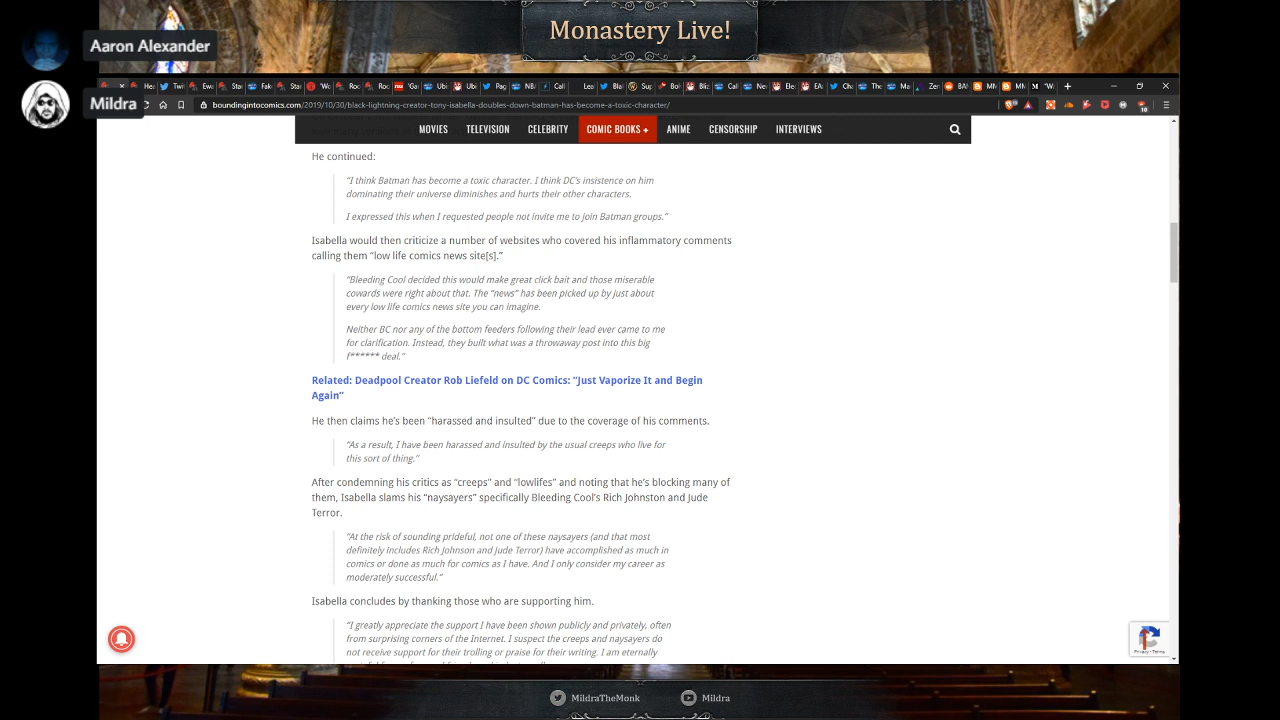 Monastery Live!
Aaron Alexander
Mildra
boundingintocomics.com/2019/10/30/black-lightning-creator-tony-isabella-doubles-down-batman-has-become-a-toxic-character/
MOVIES TELEVISION CELEBRITY COMIC BOOKS + ANIME CENSORSHIP INTERVIEWS
He continued:
“I think Batman has become a toxic character. I think DC’s insistence on him
dominating their universe diminishes and hurts their other characters.
I expressed this when I requested people not invite me to join Batman groups.”
Isabella would then criticize a number of websites who covered his inflammatory comments
calling them “low life comics news site[s].”
“Bleeding Cool decided this would make great click bait and those miserable
cowards were right about that. The “news” has been picked up by just about
every low life comics news site you can imagine.
Neither BC nor any of the bottom feeders following their lead ever came to me
for clarification. Instead, they built what was a throwaway post into this big
f****** deal.”
Related: Deadpool Creator Rob Liefeld on DC Comics: “Just Vaporize It and Begin
Again”
He then claims he’s been “harassed and insulted” due to the coverage of his comments.
“As a result, I have been harassed and insulted by the usual creeps who live for
this sort of thing.”
After condemning his critics as “creeps” and “lowlifes” and noting that he’s blocking many of
them, Isabella slams his “naysayers” specifically Bleeding Cool’s Rich Johnston and Jude
Terror.
“At the risk of sounding prideful, not one of these naysayers (and that most
definitely includes Rich Johnson and Jude Terror) have accomplished as much in
comics or done as much for comics as I have. And I only consider my career as
moderately successful.”
Isabella concludes by thanking those who are supporting him.
“I greatly appreciate the support I have been shown publicly and privately, often
from surprising corners of the Internet. I suspect the creeps and naysayers do
not receive support for their trolling or praise for their writing. I am eternally
Privacy - Terms
MildraTheMonk Mildra